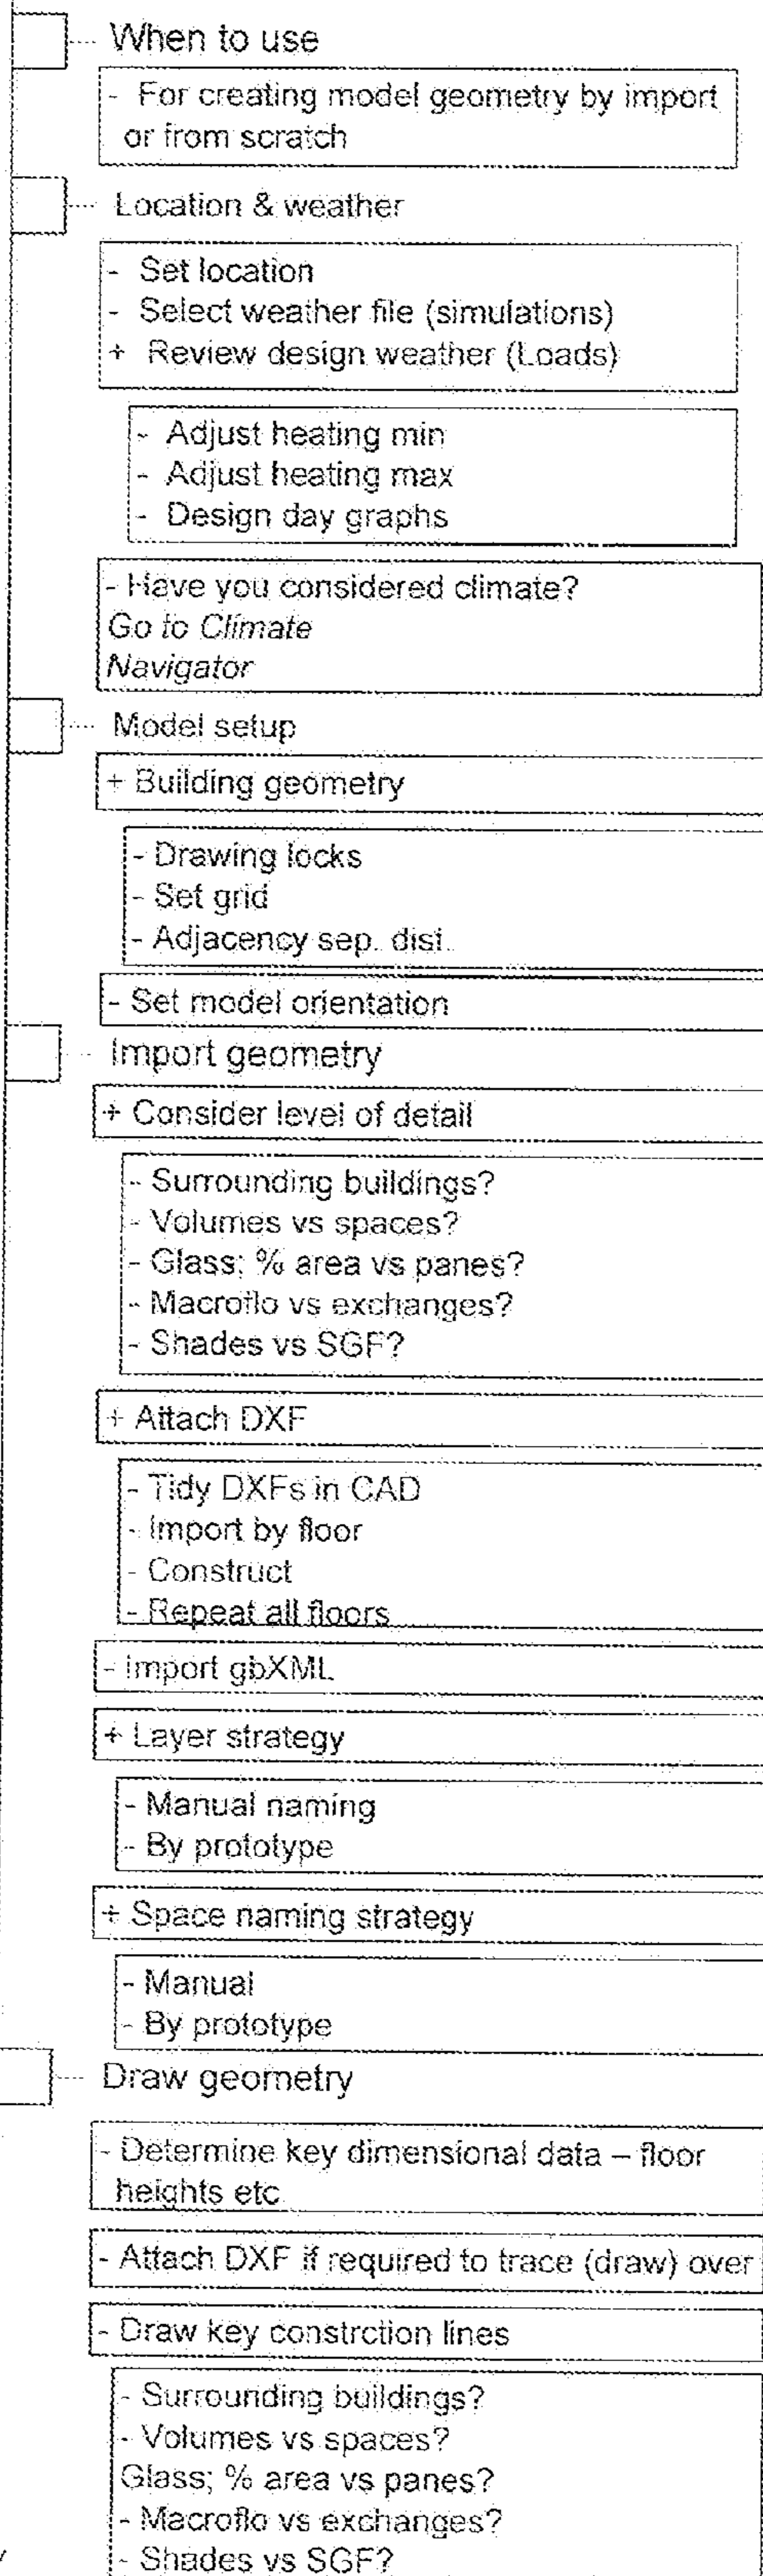 When to use
- For creating model geometry by import
or from scratch
Location & weather
- Set location
- Select weather file (simulations)
+ Review design weather (Loads)
- Adjust heating min
- Adjust heating max
- Design day graphs
- Have you considered climate?
Go to Climate
Navigator
Model setup
+ Building geometry
- Drawing locks
- Set grid
- Adjacency sep. dist.
- Set model orientation
Import geometry
+ Consider level of detail
- Surrounding buildings?
- Volumes vs spaces?
- Glass; % area vs panes?
- Macroflo vs exchanges?
- Shades vs SGF?
+ Attach DXF
- Tidy DXFs in CAD
- Import by floor
- Construct
- Repeat all floors
- Import gbXML
+ Layer strategy
- Manual naming
- By prototype
+ Space naming strategy
- Manual
- By prototype
Draw geometry
- Determine key dimensional data – floor
heights etc
- Attach DXF if required to trace (draw) over
- Draw key constrction lines
- Surrounding buildings?
- Volumes vs spaces?
Glass; % area vs panes?
- Macroflo vs exchanges?
- Shades vs SGF?